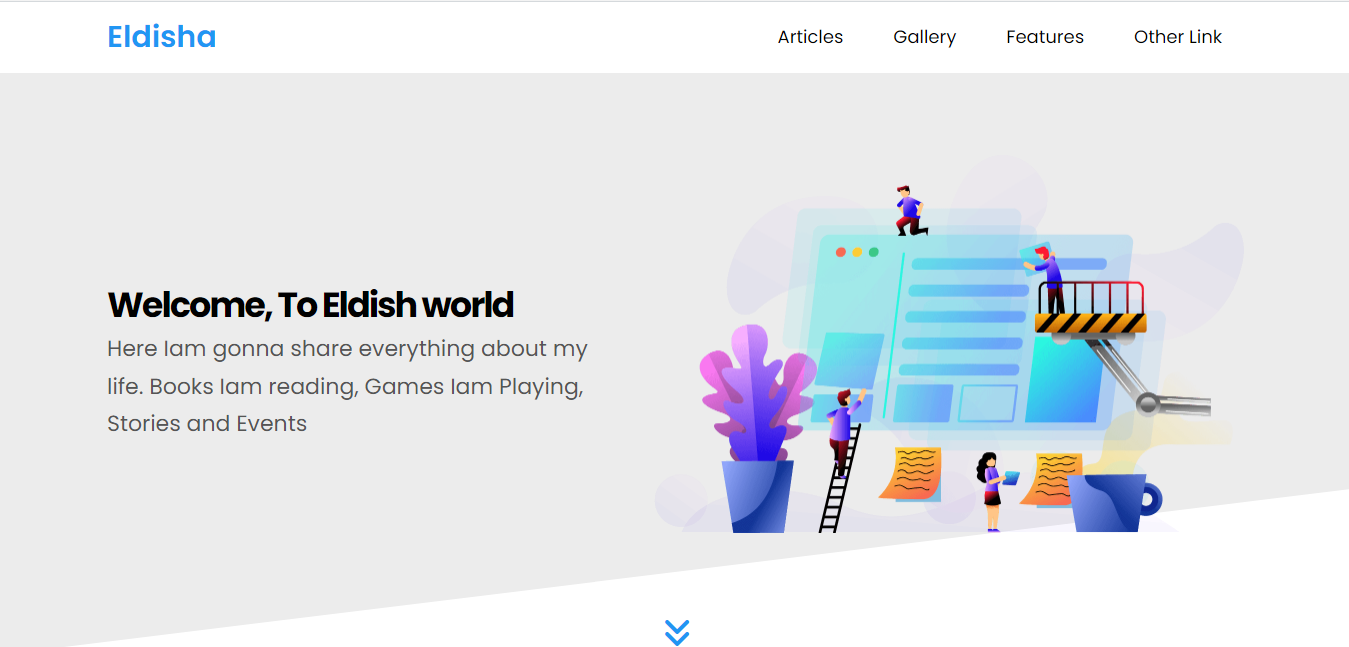 Eldisha
Articles
Gallery
Features
Other Link
Welcome, To Eldish world
Here Iam gonna share everything about my
life. Books Iam reading, Games Iam Playing,
Stories and Events